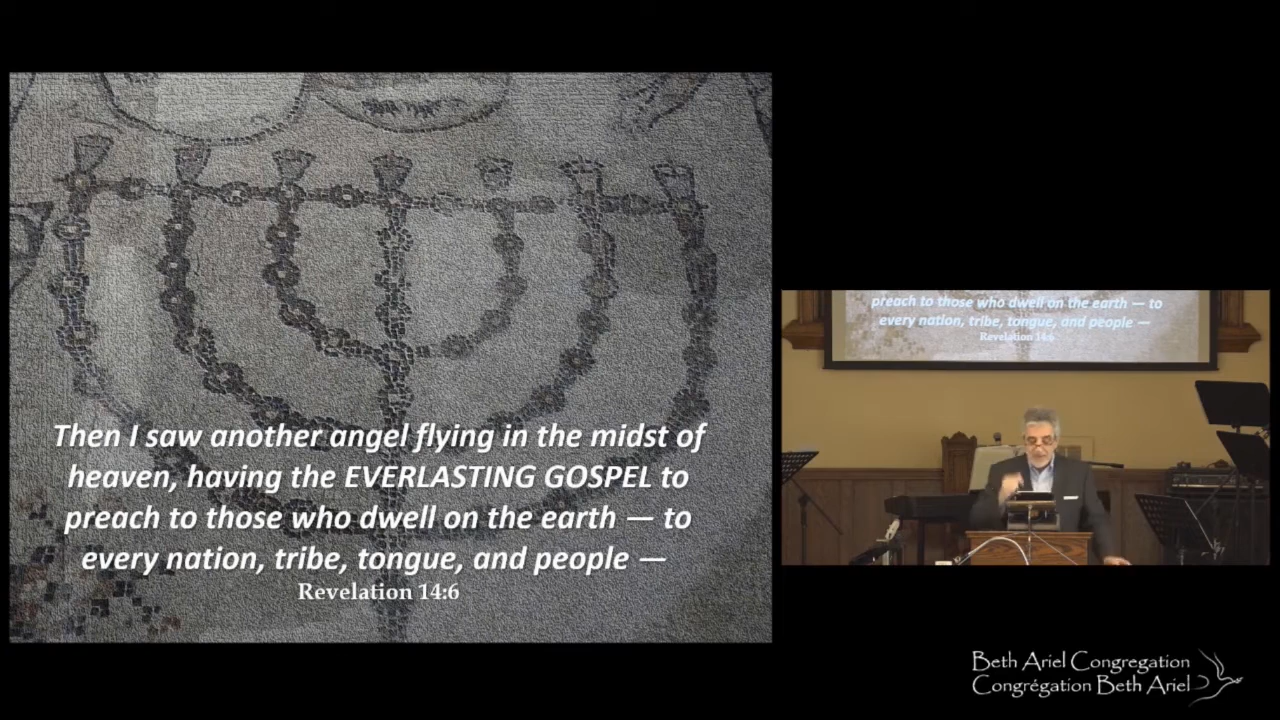 Then I saw another angel flying in the midst of
heaven, having the EVERLASTING GOSPEL to
preach to those who dwell on the earth — to
every nation, tribe, tongue, and people —
Revelation 14:6
preach to those who dwell on the earth — to
every nation, tribe, tongue, and people —
Revelation 14:6
Beth Ariel Congregation
Congrégation Beth Ariel